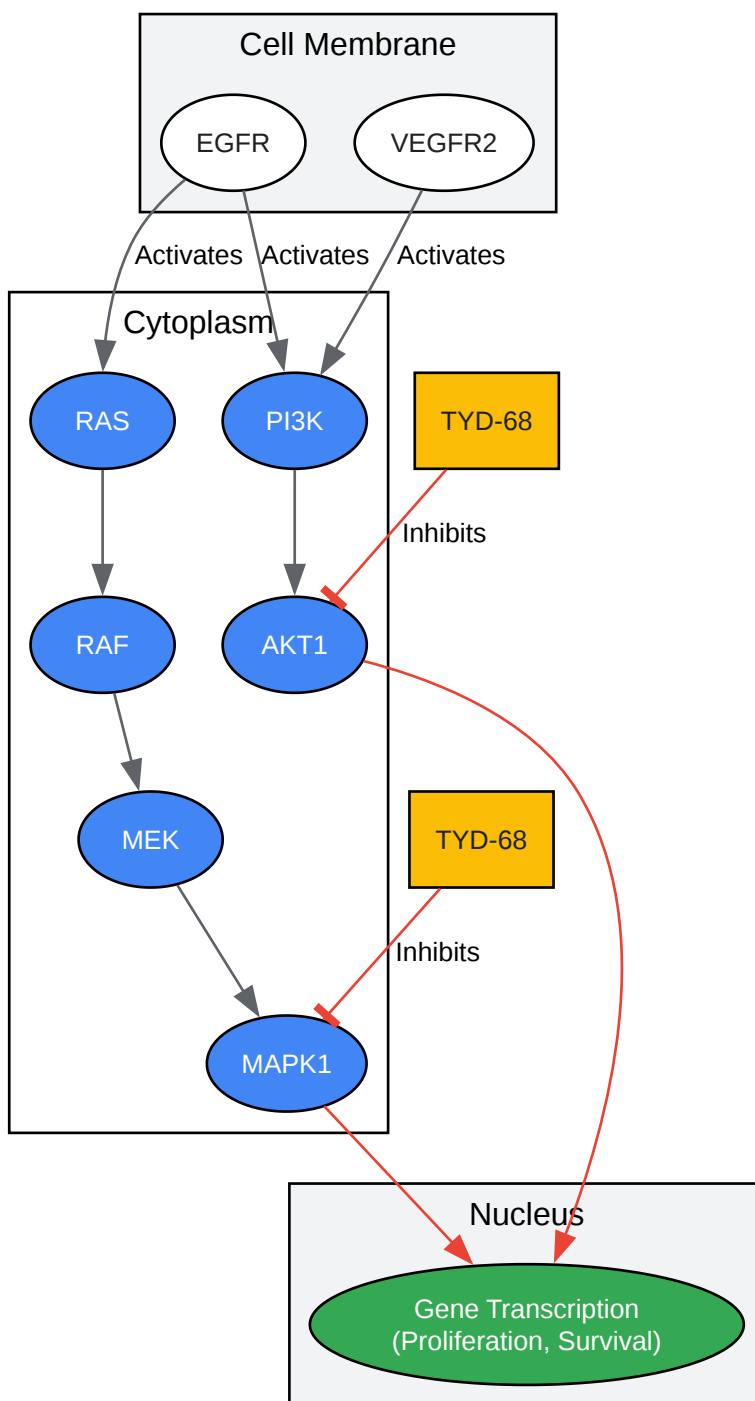 Cell Membrane
EGFR
VEGFR2
Activates
Activates
Activates
Cytoplasm
RAS
PI3K
TYD-68
Inhibits
RAF
AKT1
MEK
TYD-68
Inhibits
MAPK1
Nucleus
Gene Transcription
(Proliferation, Survival)